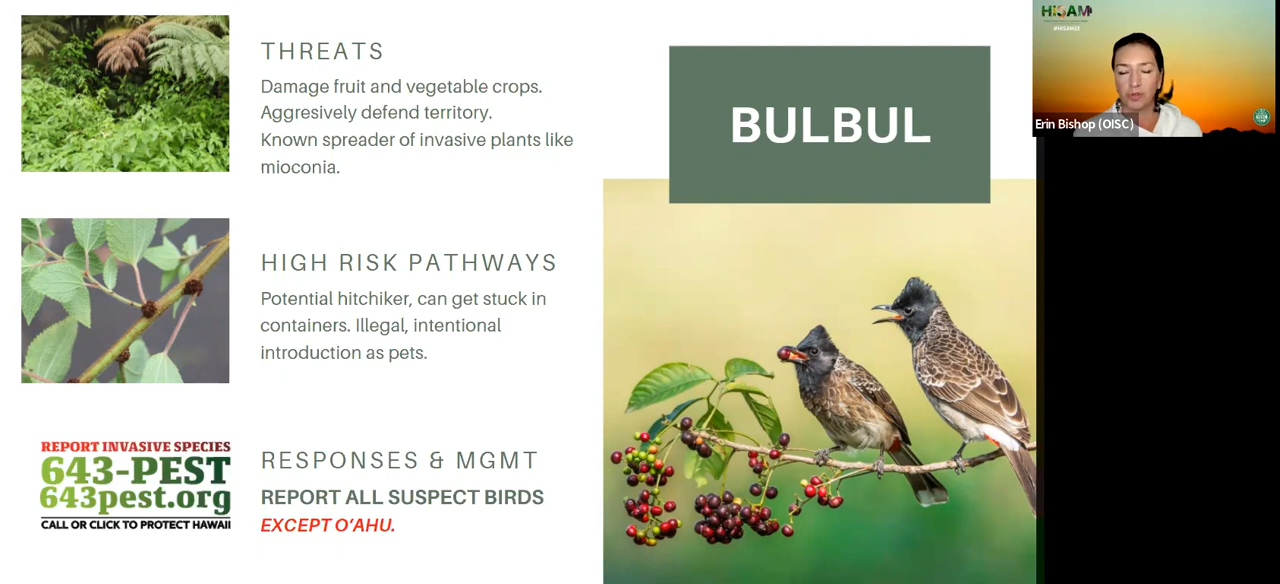 THREATS
Damage fruit and vegetable crops.
Aggresively defend territory.
Known spreader of invasive plants like
mioconia.
HIGH RISK PATHWAYS
Potential hitchiker, can get stuck in
containers. Illegal, intentional
introduction as pets.
REPORT INVASIVE SPECIES
643-PEST
643pest.org
CALL OR CLICK TO PROTECT HAWAII
RESPONSES & MGMT
REPORT ALL SUSPECT BIRDS
EXCEPT O'AHU.
BULBUL
HISAM
#HISAM22
Erin Bishop (OISC)